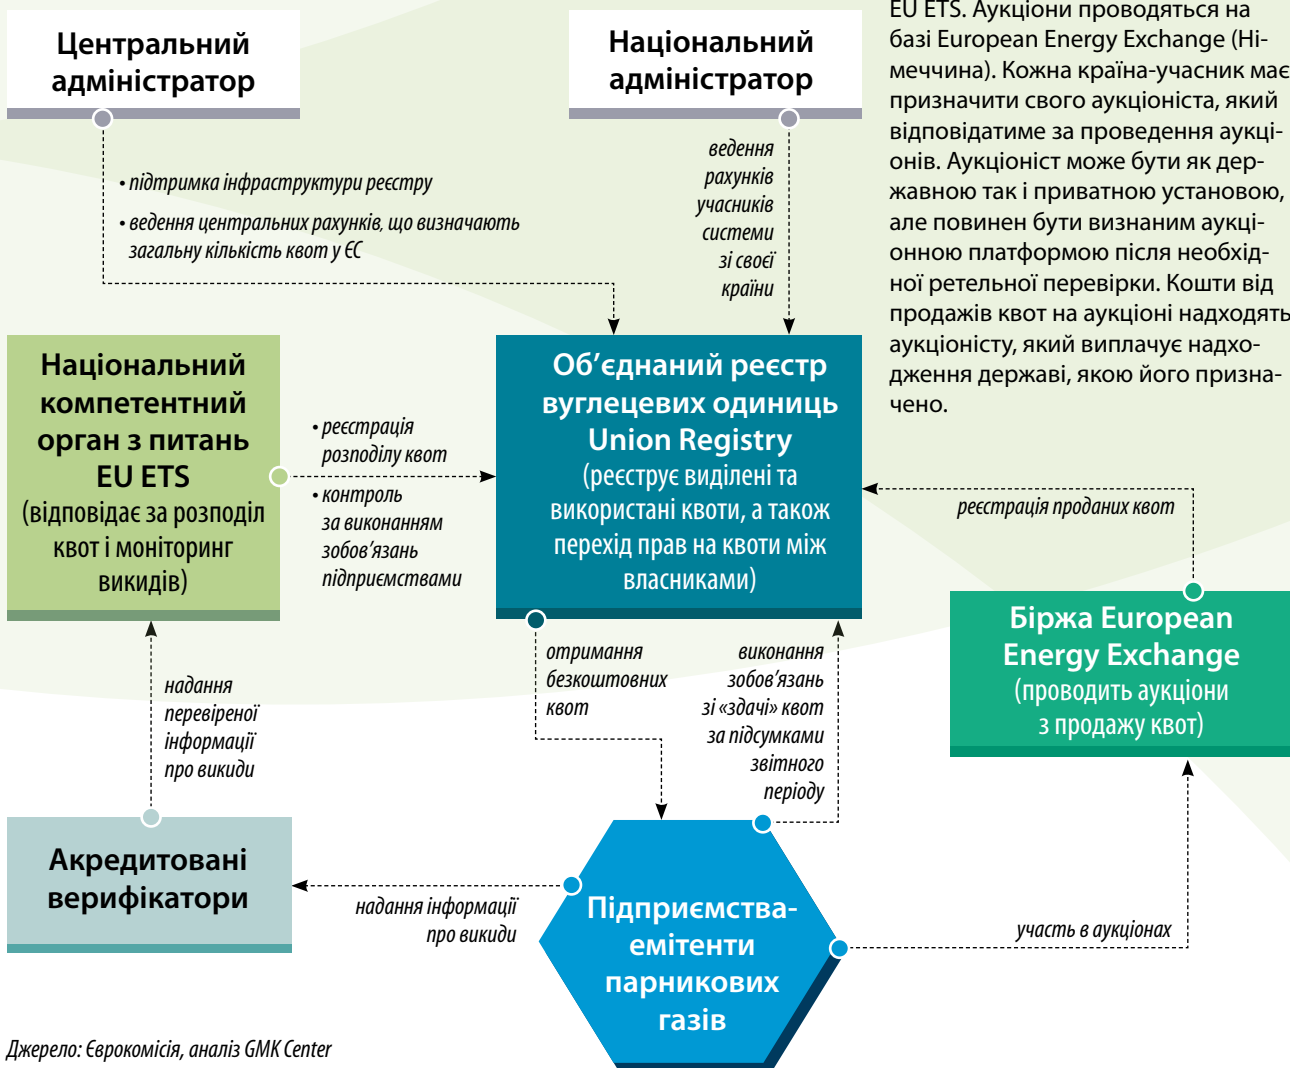 Центральний
адміністратор
Національний
адміністратор
• підтримка інфраструктури реєстру
• ведення центральних рахунків, що визначають
загальну кількість квот у ЄС
ведення
рахунків
учасників
системи
зі своєї
країни
EU ETS. Аукціони проводяться на
базі European Energy Exchange (Ні-
меччина). Кожна країна-учасник має
призначити свого аукціоніста, який
відповідатиме за проведення аукці-
онів. Аукціоніст може бути як дер-
жавною так і приватною установою,
але повинен бути визнаним аукці-
онною платформою після необхід-
ної ретельної перевірки. Кошти від
продажів квот на аукціоні надходять
аукціоністу, який виплачує надхо-
дження державі, якою його призна-
чено.
Національний
компетентний
орган з питань
EU ETS
(відповідає за розподіл
квот і моніторинг
викидів)
• реєстрація
розподілу квот
• контроль
за виконанням
зобов’язань
підприємствами
Об’єднаний реєстр
вуглецевих одиниць
Union Registry
(реєструє виділені та
використані квоти, а також
перехід прав на квоти між
власниками)
реєстрація проданих квот
Біржа European
Energy Exchange
(проводить аукціони
з продажу квот)
надання
перевіреної
інформації
про викиди
отримання
безкоштовних
квот
виконання
зобов’язань
зі «здачі» квот
за підсумками
звітного
періоду
Акредитовані
верифікатори
надання інформації
про викиди
Підприємства-
емітенти
парникових
газів
участь в аукціонах
Джерело: Єврокомісія, аналіз GMK Center